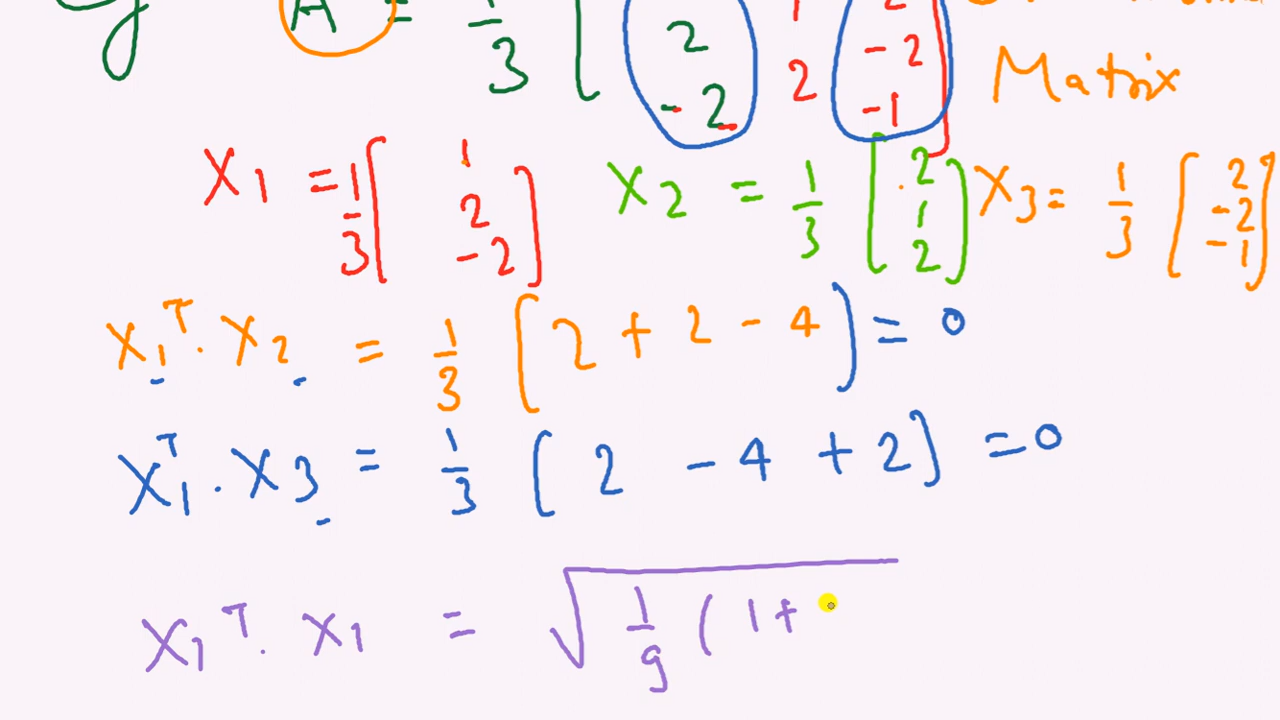 A = 1/3 [ 1 2
2 -2
-2 2 -1 Matrix
X1 = 1/3 [ 1 2 -2 ] X2 = 1/3 [ 2 1 2 ] X3 = 1/3 [ 2 -2 -1 ]
X1ᵀ . X2 = 1/3 [ 2 + 2 - 4 ] = 0
X1ᵀ . X3 = 1/3 [ 2 - 4 + 2 ] = 0
X1ᵀ . X1 = √ 1/9 ( 1 +